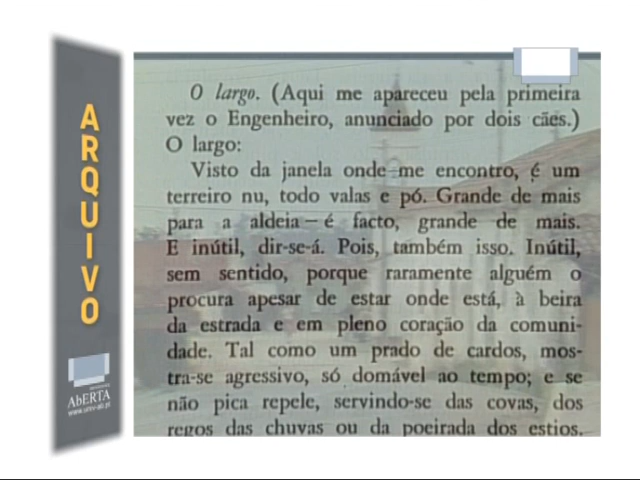 ARQUIVO
AbERTA
www.univ-ab.pt
O largo. (Aqui me apareceu pela primeira
vez o Engenheiro, anunciado por dois cães.)
O largo:
Visto da janela onde me encontro, é um
terreiro nu, todo valas e pó. Grande de mais
para a aldeia — é facto, grande de mais.
E inútil, dir-se-á. Pois, também isso. Inútil,
sem sentido, porque raramente alguém o
procura apesar de estar onde está, à beira
da estrada e em pleno coração da comuni-
dade. Tal como um prado de cardos, mos-
tra-se agressivo, só domável ao tempo; e se
não pica repele, servindo-se das covas, dos
regos das chuvas ou da poeirada dos estios.